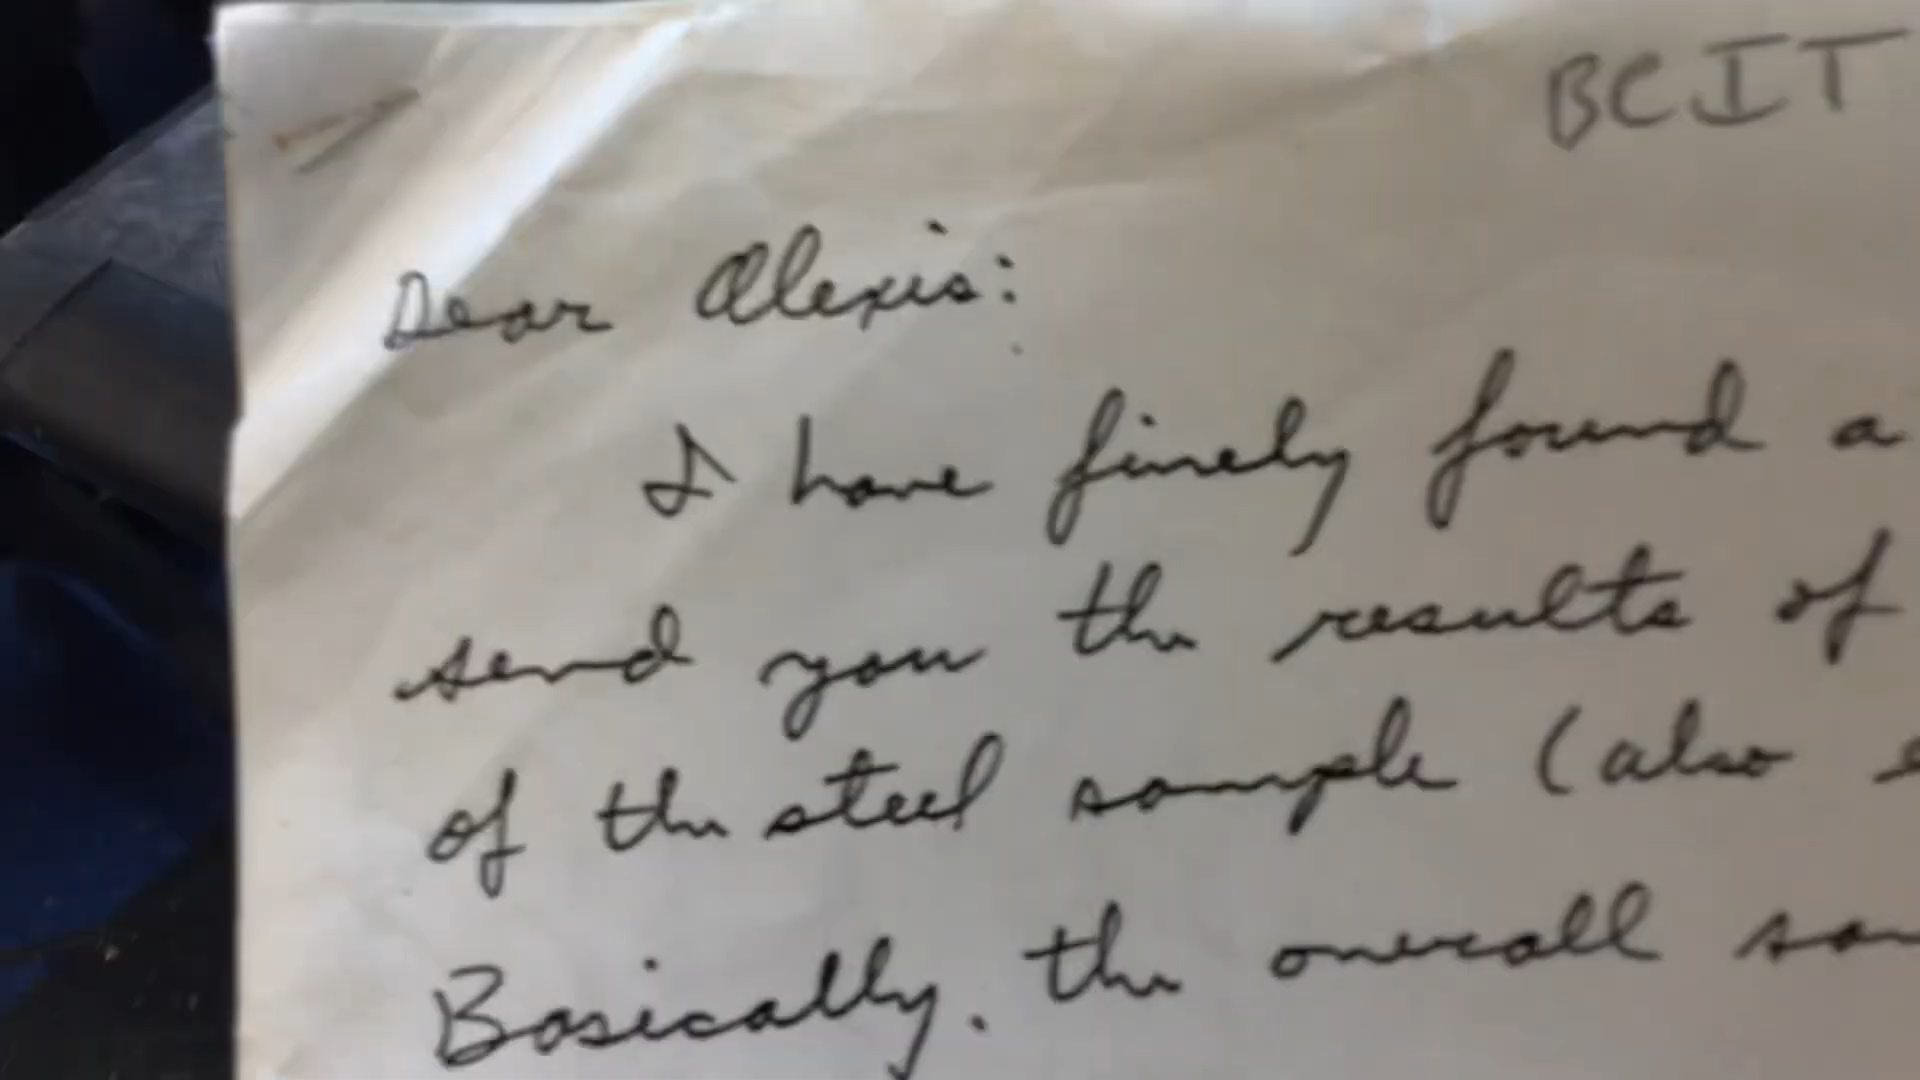 BCIT
Dear Alexis:
I have finely found a
send you the results of
of the steel sample (also
Basically, the overall